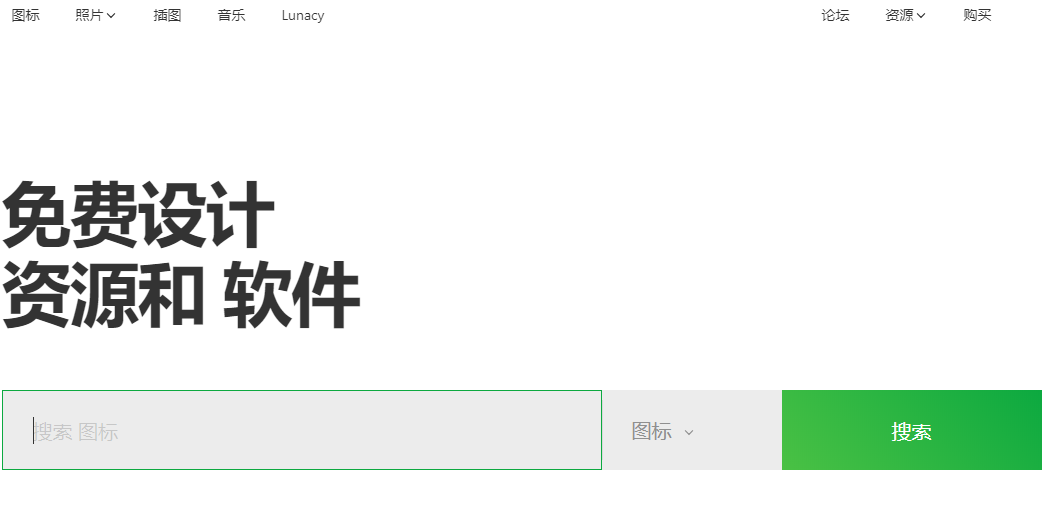 图标 照片 插图 音乐 Lunacy 论坛 资源 购买
免费设计
资源和 软件
搜索 图标 图标 搜索